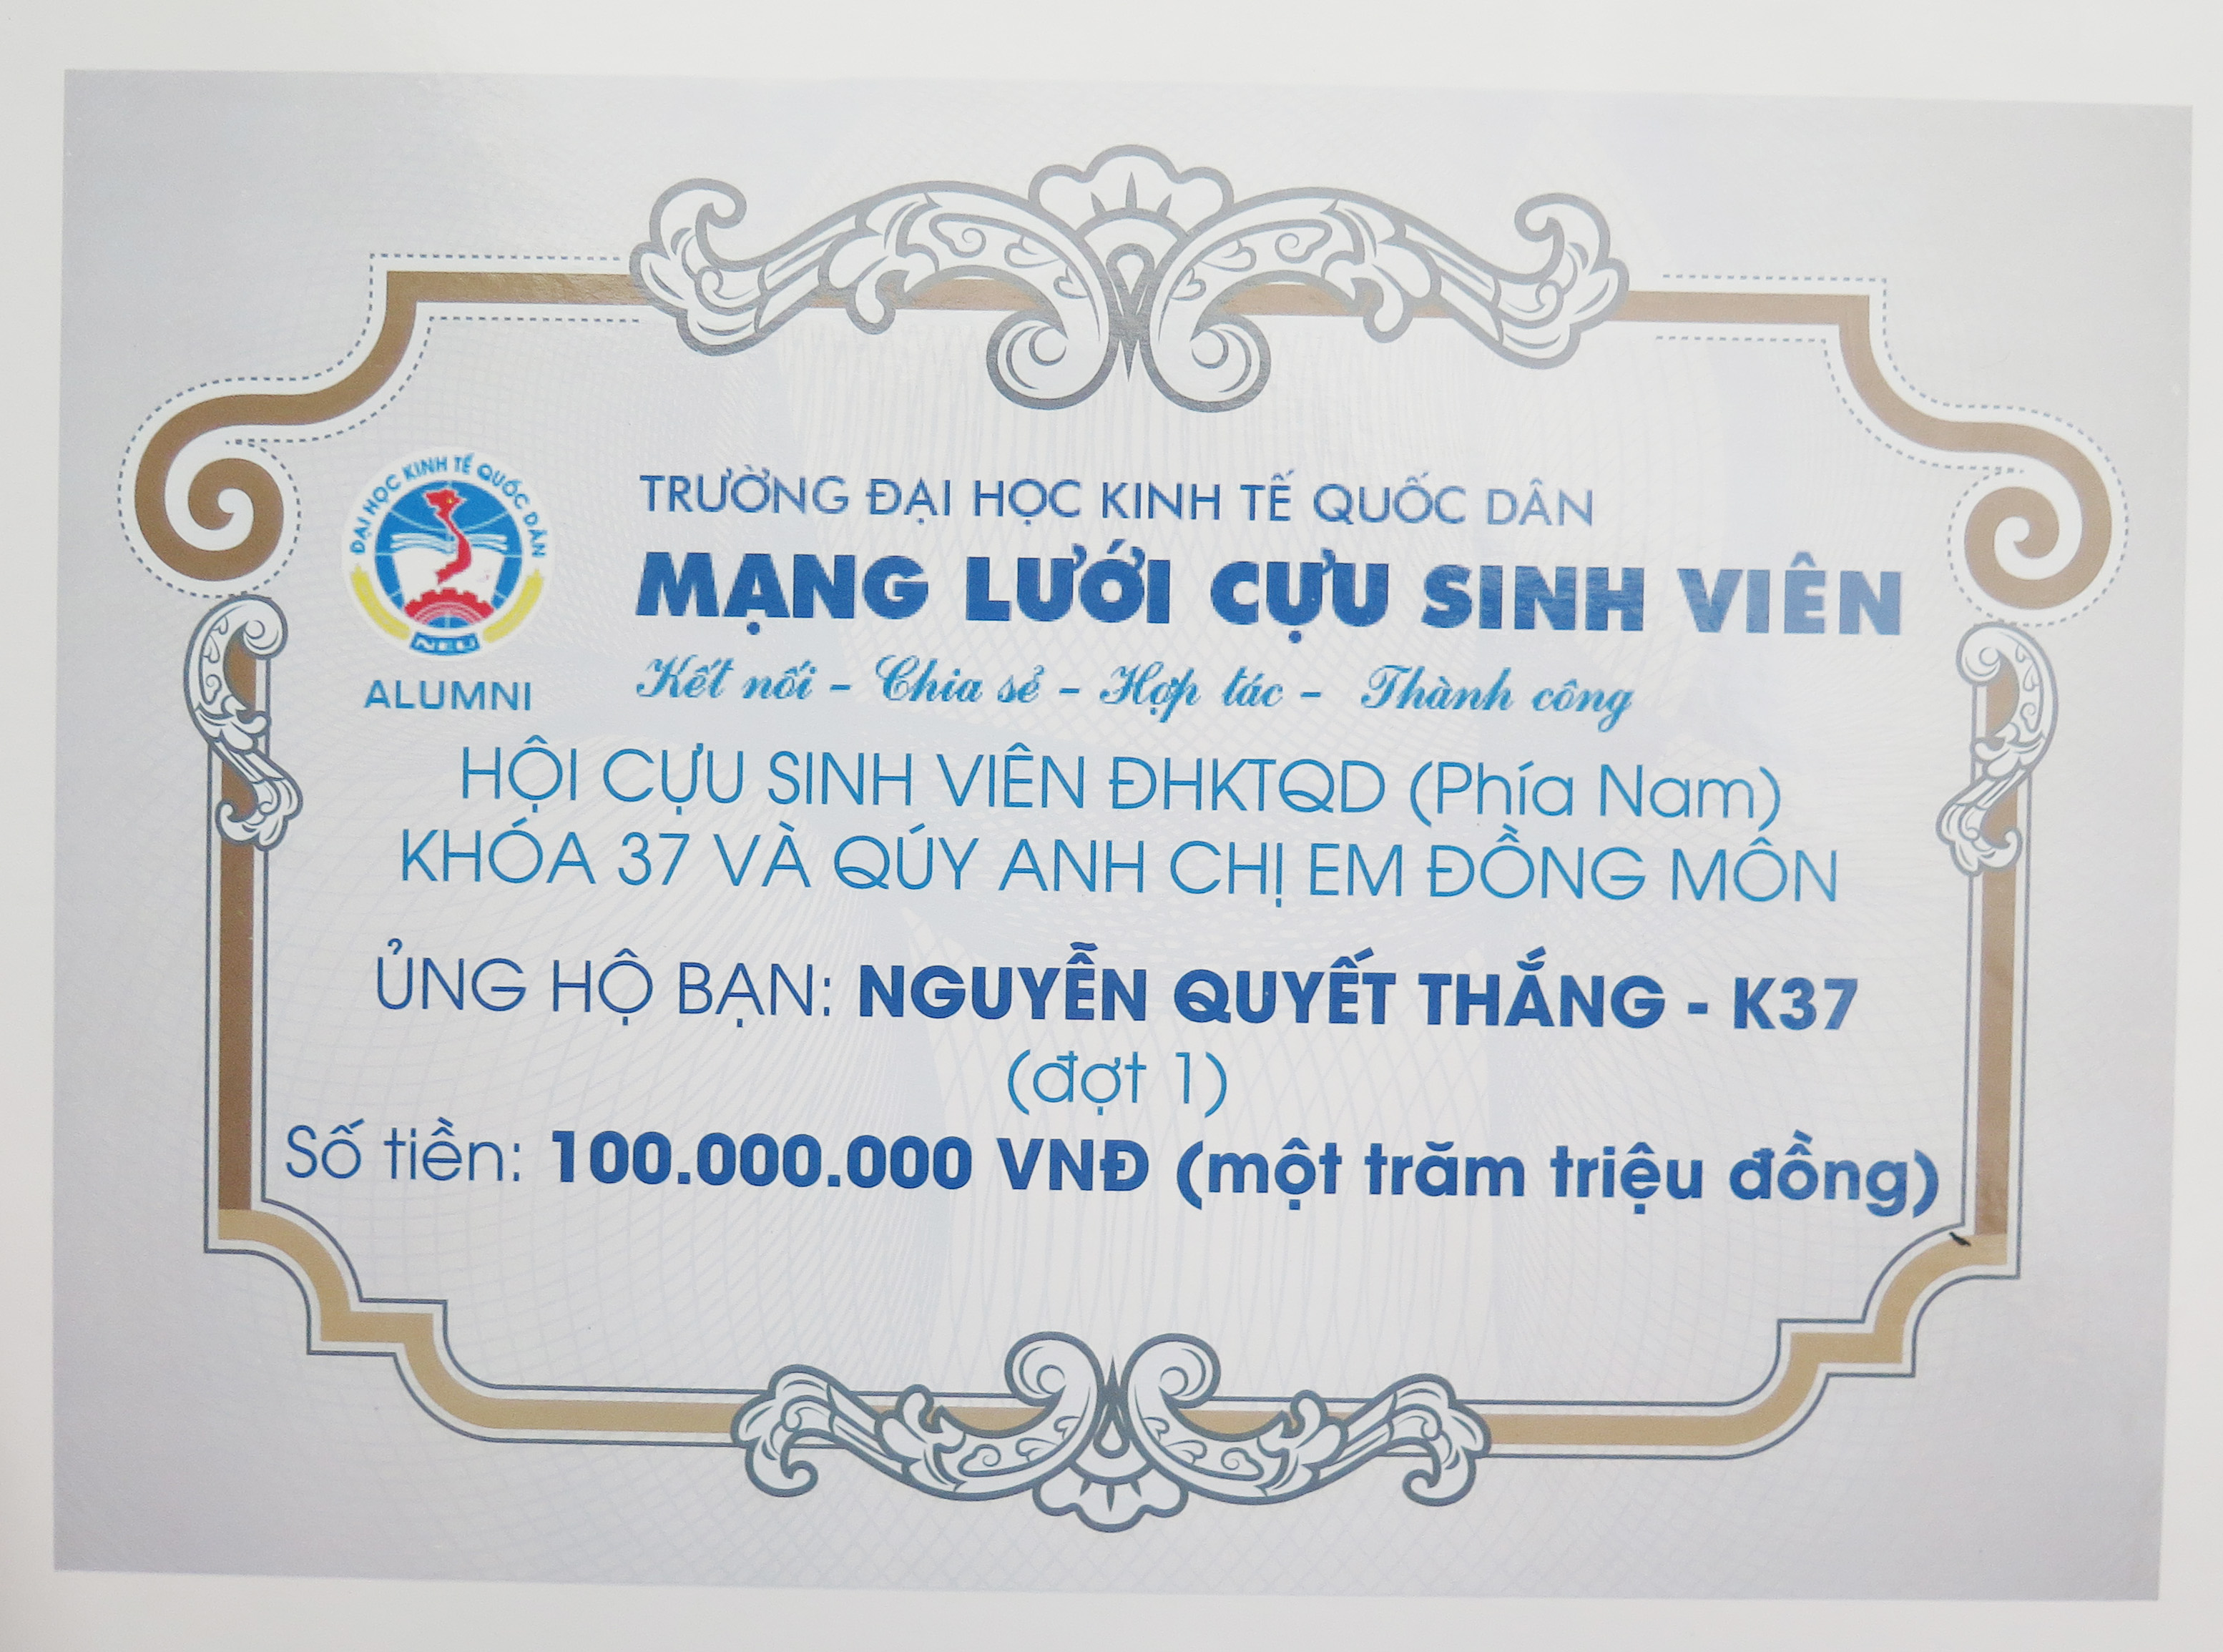 ĐẠI HỌC KINH TẾ QUỐC DÂN
NEU
ALUMNI
TRƯỜNG ĐẠI HỌC KINH TẾ QUỐC DÂN
MẠNG LƯỚI CỰU SINH VIÊN
Kết nối - Chia sẻ - Hợp tác - Thành công
HỘI CỰU SINH VIÊN ĐHKTQD (Phía Nam)
KHÓA 37 VÀ QÚY ANH CHỊ EM ĐỒNG MÔN
ỦNG HỘ BẠN: NGUYỄN QUYẾT THẮNG - K37
(đợt 1)
Số tiền: 100.000.000 VNĐ (một trăm triệu đồng)